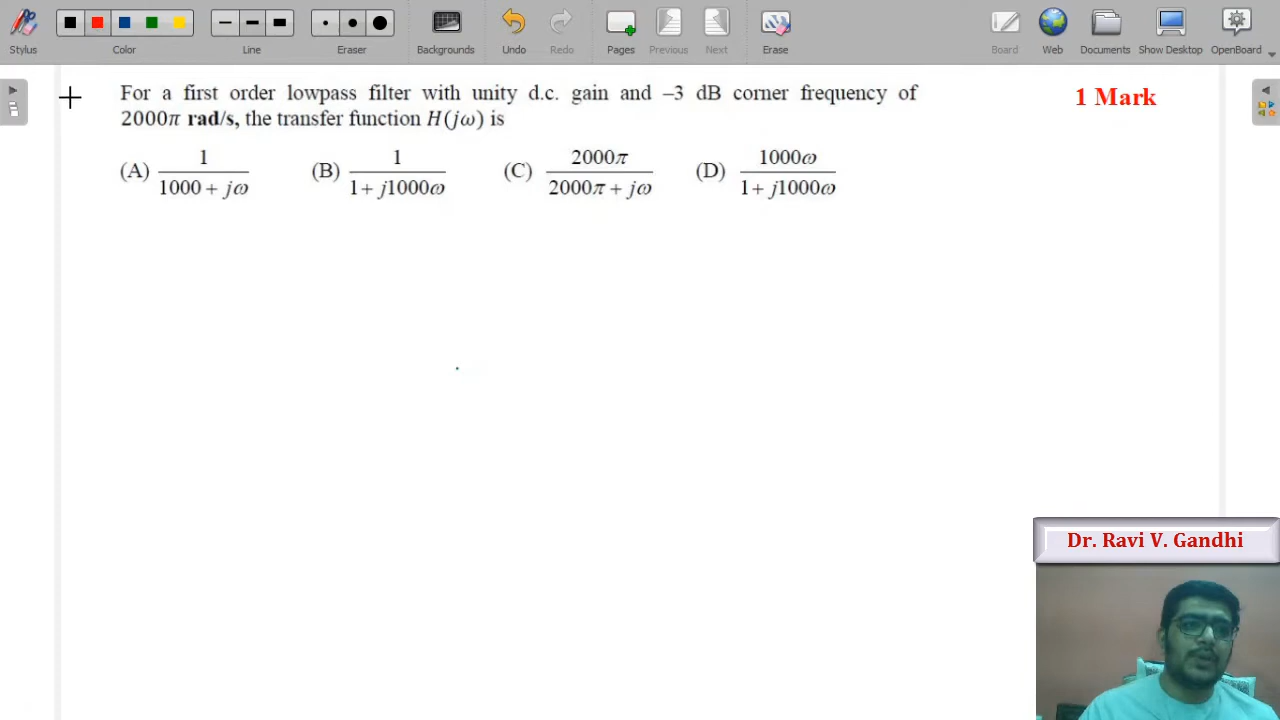 Stylus Color Line Eraser Backgrounds Undo Redo Pages Previous Next Erase Board Web Documents Show Desktop OpenBoard
For a first order lowpass filter with unity d.c. gain and –3 dB corner frequency of
1 Mark
2000π rad/s, the transfer function H(jω) is
(A) 1 / (1000 + jω) (B) 1 / (1 + j1000ω) (C) 2000π / (2000π + jω) (D) 1000ω / (1 + j1000ω)
Dr. Ravi V. Gandhi